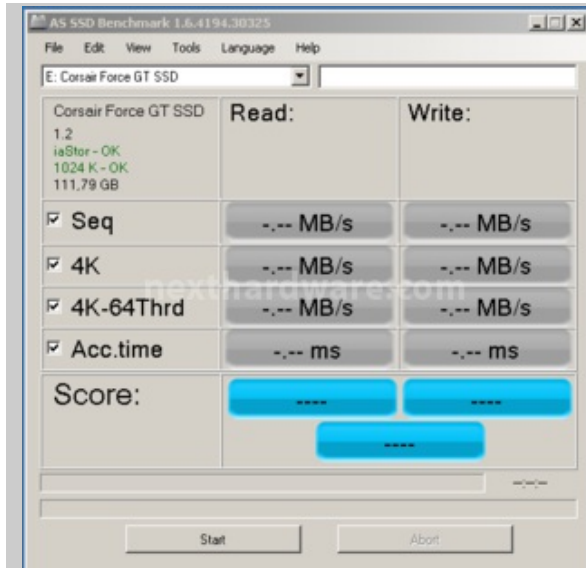 AS SSD Benchmark 1.6.4194.30325
File Edit View Tools Language Help
E: Corsair Force GT SSD
Corsair Force GT SSD
1.2
iaStor - OK
1024 K - OK
111,79 GB
Read: Write:
Seq -.-- MB/s -.-- MB/s
4K -.-- MB/s -.-- MB/s
nexthardware.com
4K-64Thrd -.-- MB/s -.-- MB/s
Acc.time -.-- ms -.-- ms
Score: ---- ----
----
-:--:--
Start Abort